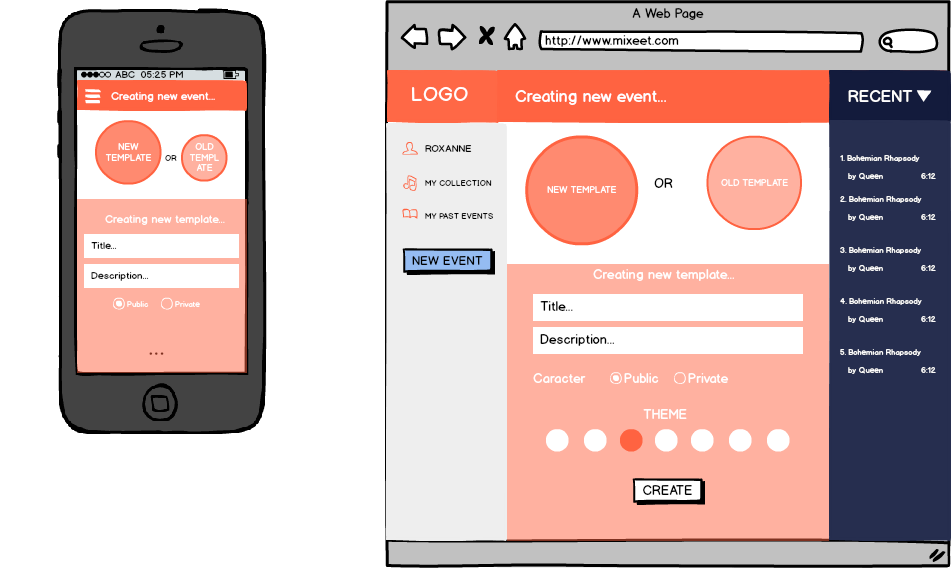 ABC 05:25 PM
Creating new event...
NEW
TEMPLATE
OR
OLD
TEMPL
ATE
Creating new template...
Title...
Description...
Public Private
...
A Web Page
http://www.mixeet.com
LOGO
Creating new event...
RECENT
ROXANNE
MY COLLECTION
MY PAST EVENTS
NEW EVENT
NEW TEMPLATE
OR
OLD TEMPLATE
Creating new template...
Title...
Description...
Caracter Public Private
THEME
CREATE
1. Bohemian Rhapsody
by Queen 6:12
2. Bohemian Rhapsody
by Queen 6:12
3. Bohemian Rhapsody
by Queen 6:12
4. Bohemian Rhapsody
by Queen 6:12
5. Bohemian Rhapsody
by Queen 6:12